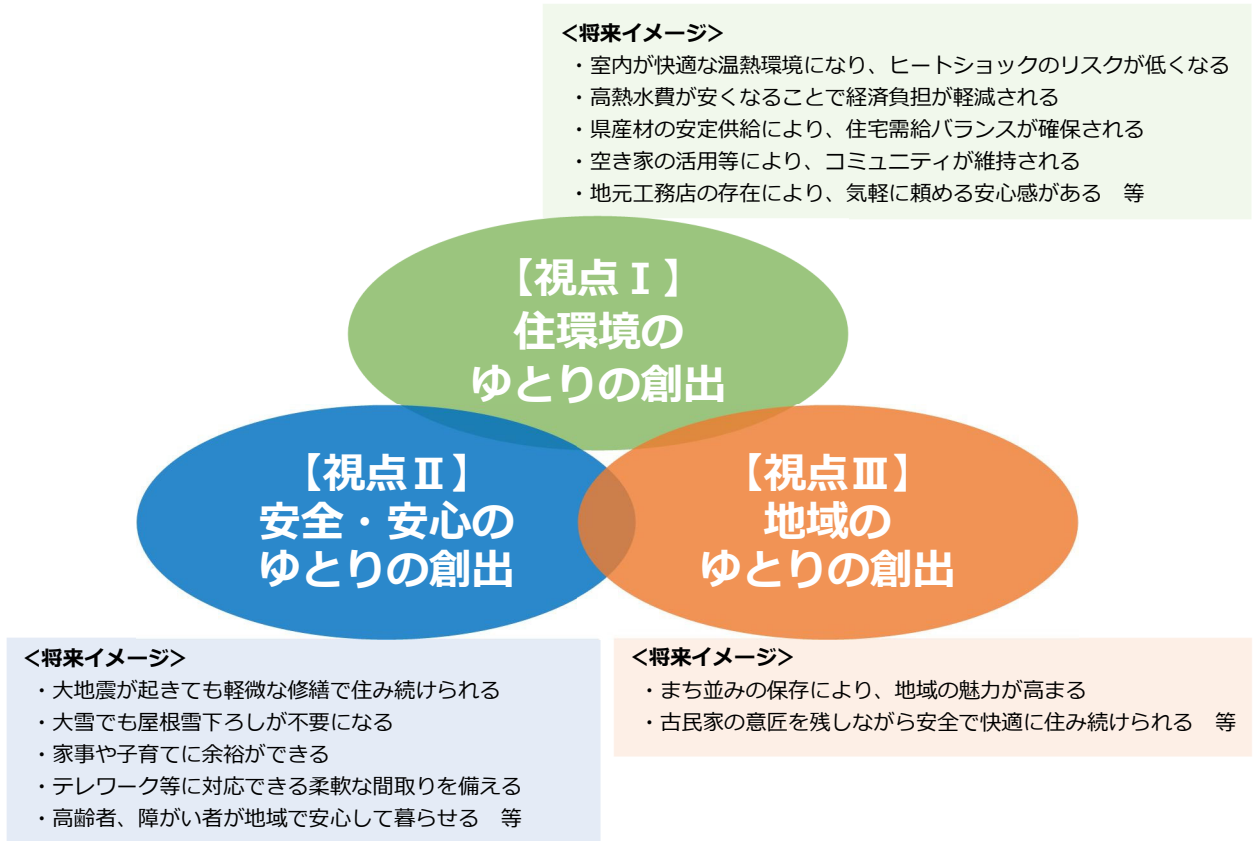 <将来イメージ>
・室内が快適な温熱環境になり、ヒートショックのリスクが低くなる
・高熱水費が安くなることで経済負担が軽減される
・県産材の安定供給により、住宅需給バランスが確保される
・空き家の活用等により、コミュニティが維持される
・地元工務店の存在により、気軽に頼める安心感がある　等
【視点Ⅰ】
住環境の
ゆとりの創出
【視点Ⅱ】
安全・安心の
ゆとりの創出
【視点Ⅲ】
地域の
ゆとりの創出
<将来イメージ>
・大地震が起きても軽微な修繕で住み続けられる
・大雪でも屋根雪下ろしが不要になる
・家事や子育てに余裕ができる
・テレワーク等に対応できる柔軟な間取りを備える
・高齢者、障がい者が地域で安心して暮らせる　等
<将来イメージ>
・まち並みの保存により、地域の魅力が高まる
・古民家の意匠を残しながら安全で快適に住み続けられる　等